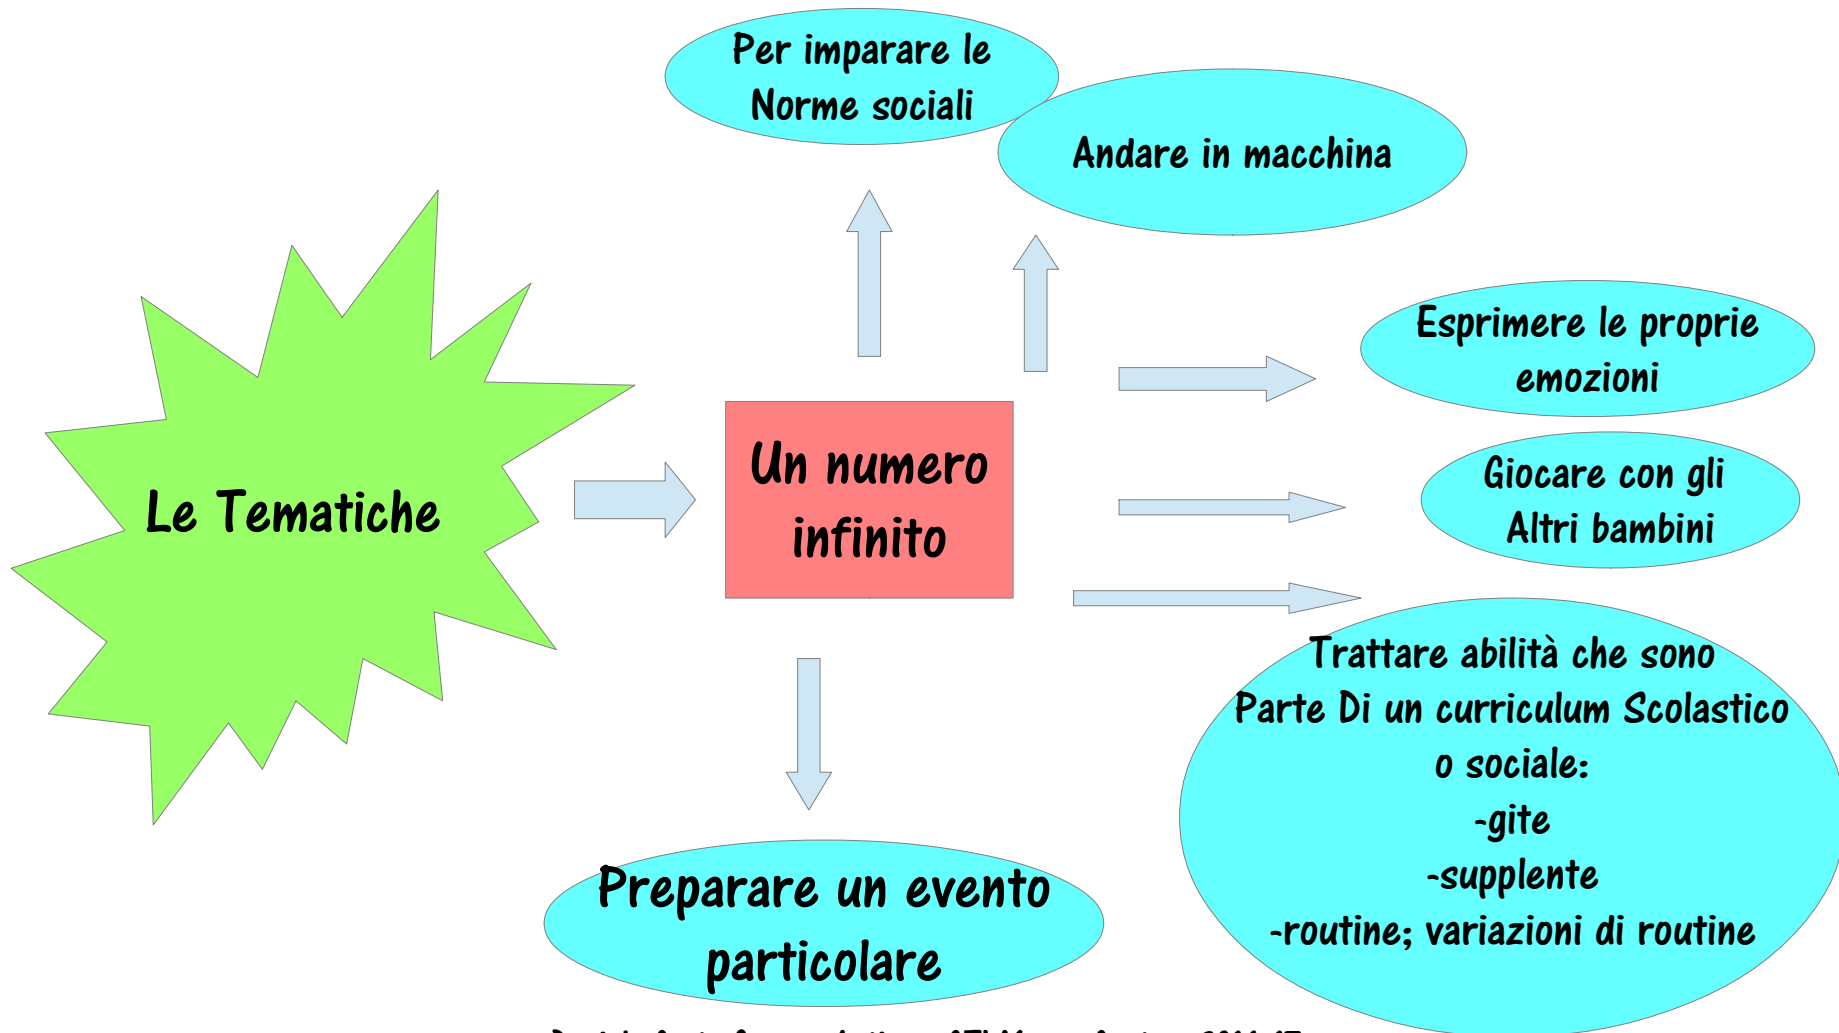 Per imparare le
Norme sociali
Andare in macchina
Esprimere le proprie
emozioni
Le Tematiche
Un numero
infinito
Giocare con gli
Altri bambini
Trattare abilità che sono
Parte Di un curriculum Scolastico
o sociale:
-gite
-supplente
-routine; variazioni di routine
Preparare un evento
particolare